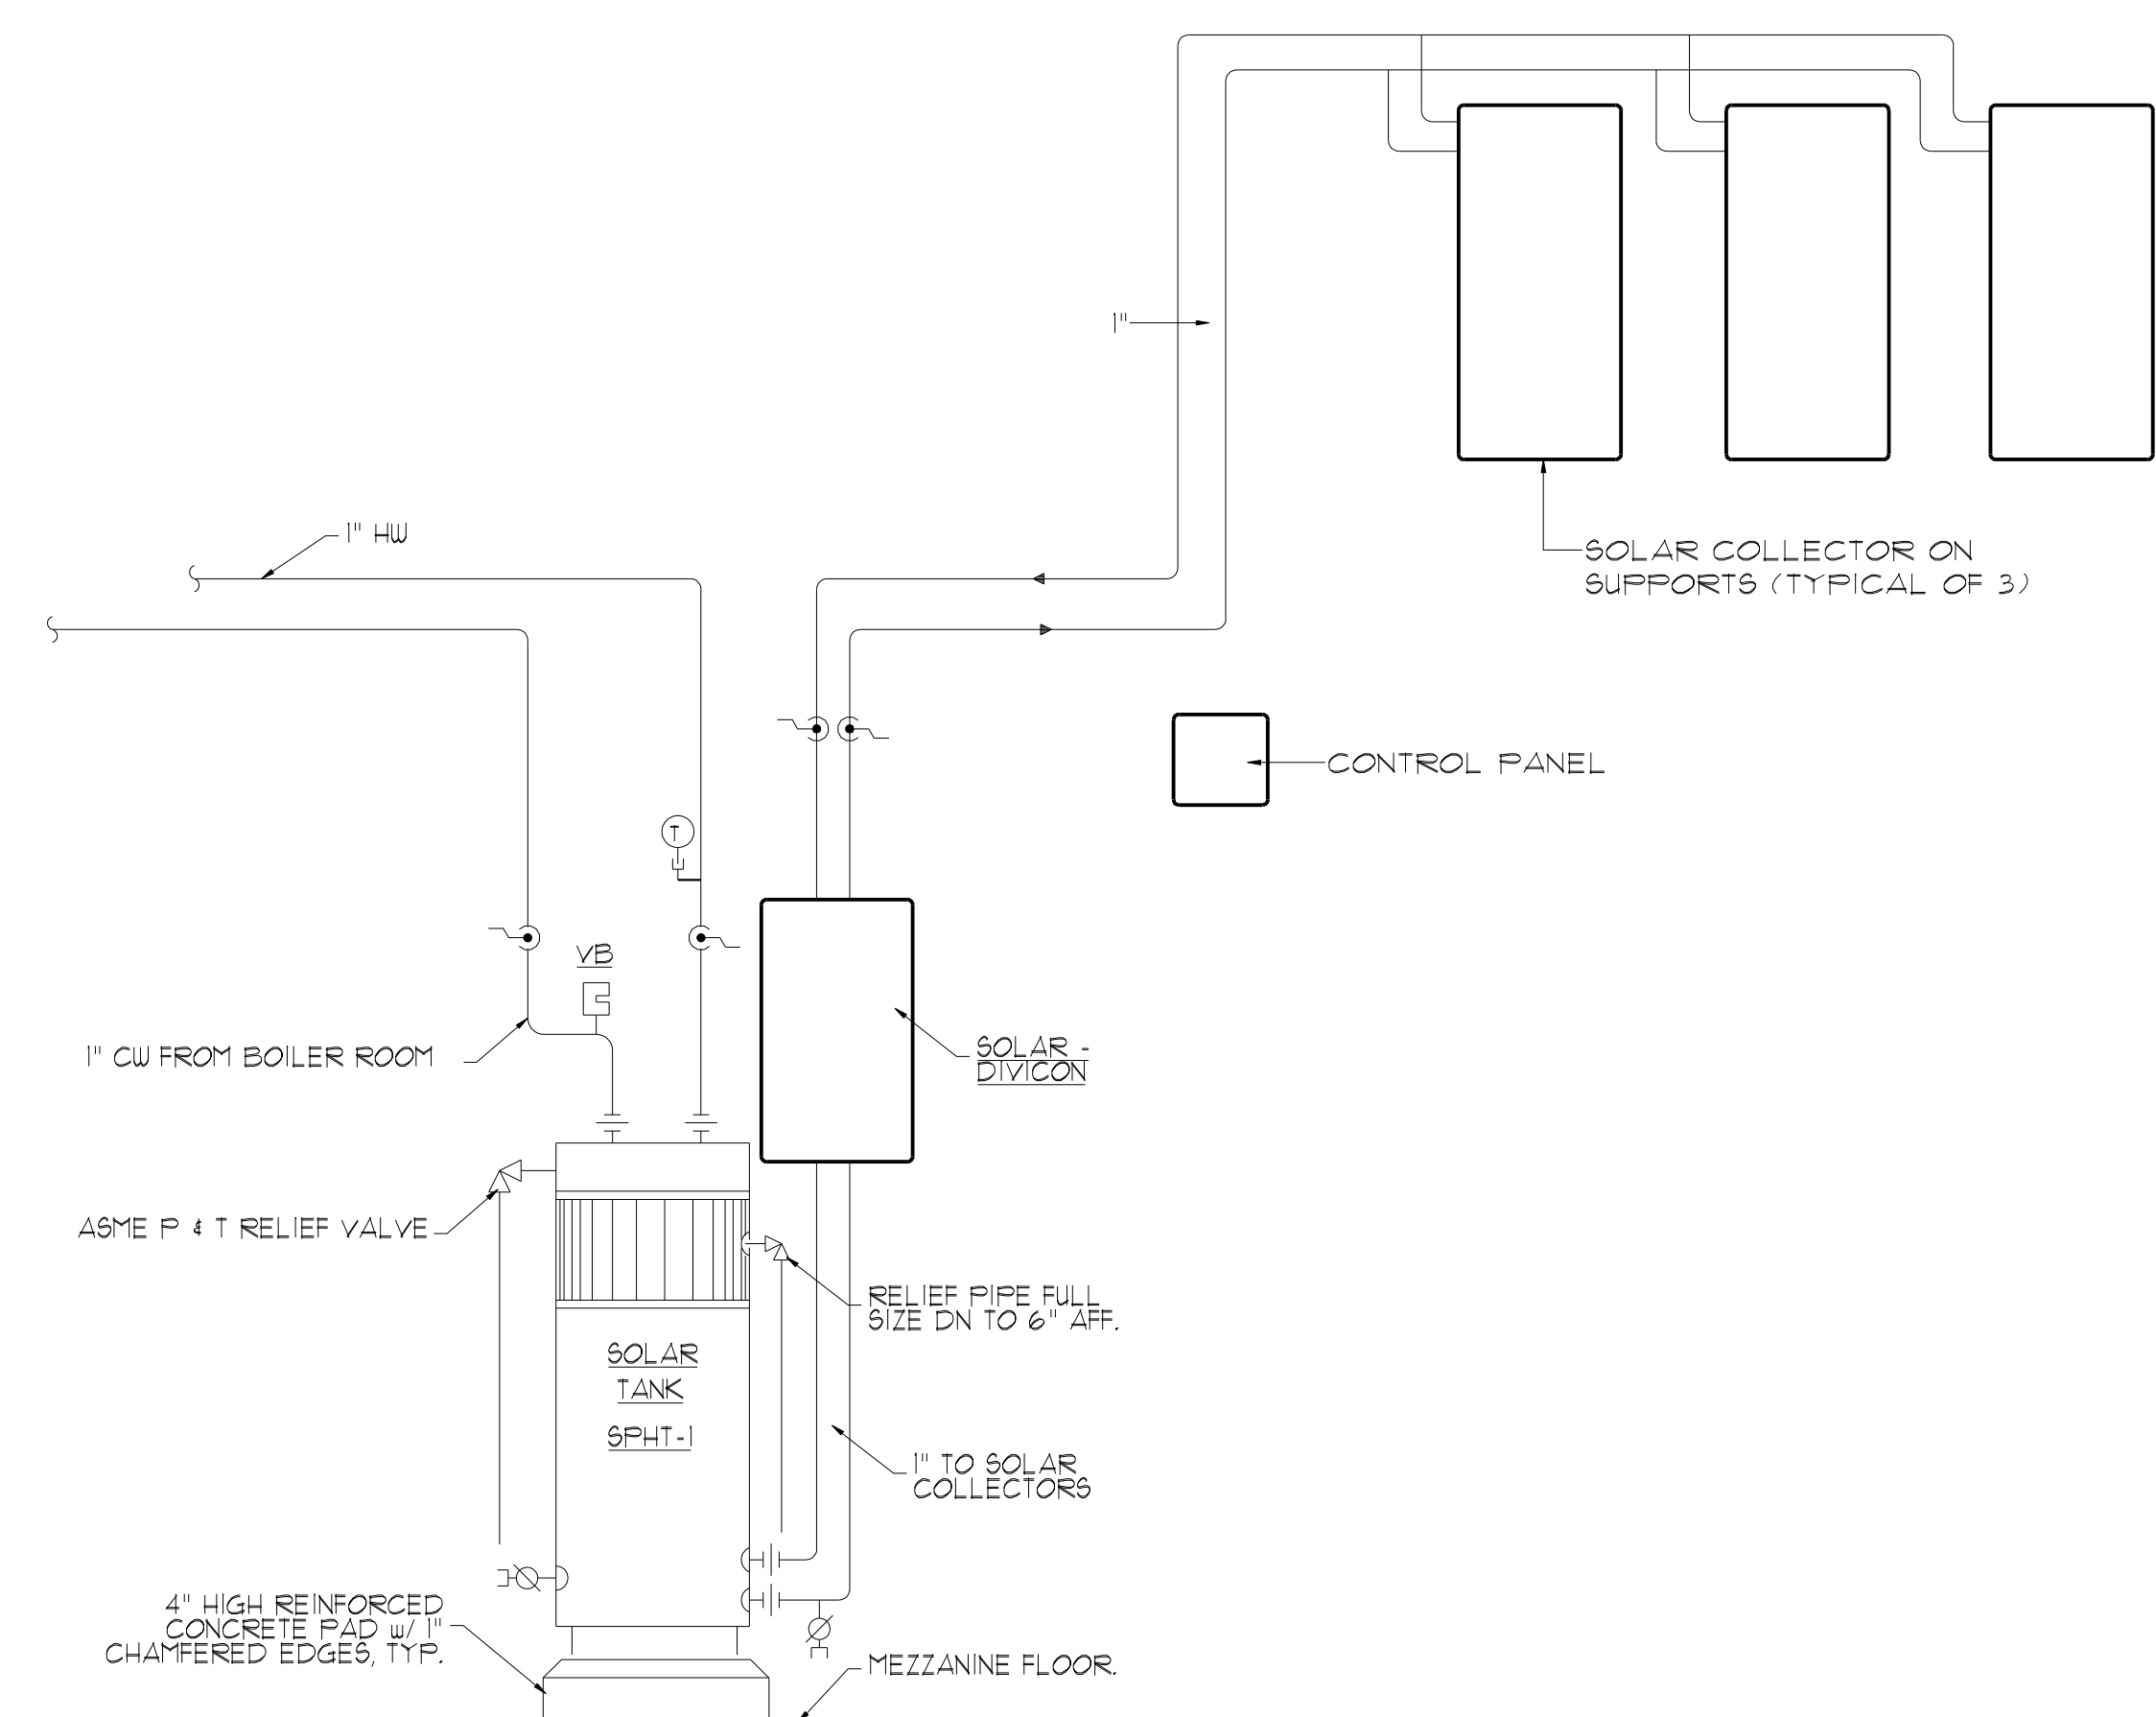 1"
SOLAR COLLECTOR ON
SUPPORTS (TYPICAL OF 3)
1" HW
CONTROL PANEL
T
VB
1" CW FROM BOILER ROOM
SOLAR -
DIVICON
ASME P & T RELIEF VALVE
RELIEF PIPE FULL
SIZE DN TO 6" AFF.
SOLAR
TANK
SPHT-1
1" TO SOLAR
COLLECTORS
4" HIGH REINFORCED
CONCRETE PAD w/ 1"
CHAMFERED EDGES, TYP.
MEZZANINE FLOOR.